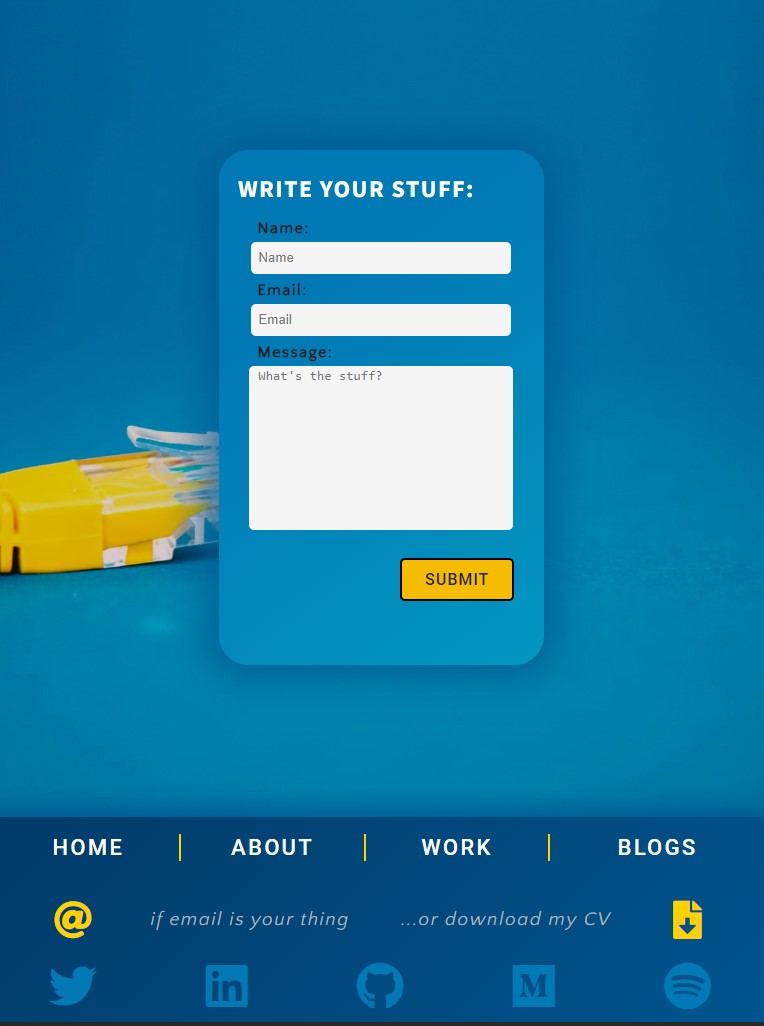 WRITE YOUR STUFF:
Name:
Name
Email:
Email
Message:
What's the stuff?
SUBMIT
HOME ABOUT WORK BLOGS
@ if email is your thing ...or download my CV
in M